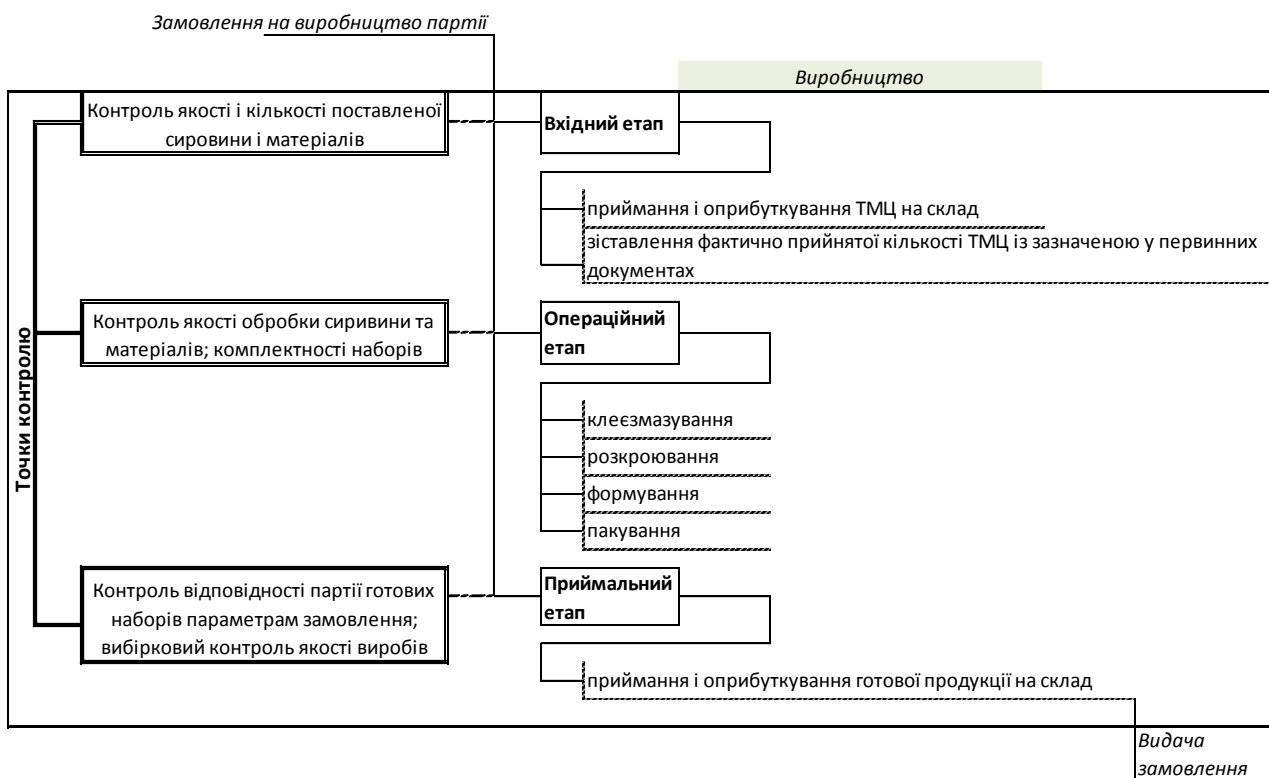 Замовлення на виробництво партії
Виробництво
Точки контролю
Контроль якості і кількості поставленої
сировини і матеріалів
Вхідний етап
приймання і оприбуткування ТМЦ на склад
зіставлення фактично прийнятої кількості ТМЦ із зазначеною у первинних
документах
Контроль якості обробки сиривини та
матеріалів; комплектності наборів
Операційний
етап
клеєзмазування
розкроювання
формування
пакування
Контроль відповідності партії готових
наборів параметрам замовлення;
вибірковий контроль якості виробів
Приймальний
етап
приймання і оприбуткування готової продукції на склад
Видача
замовлення